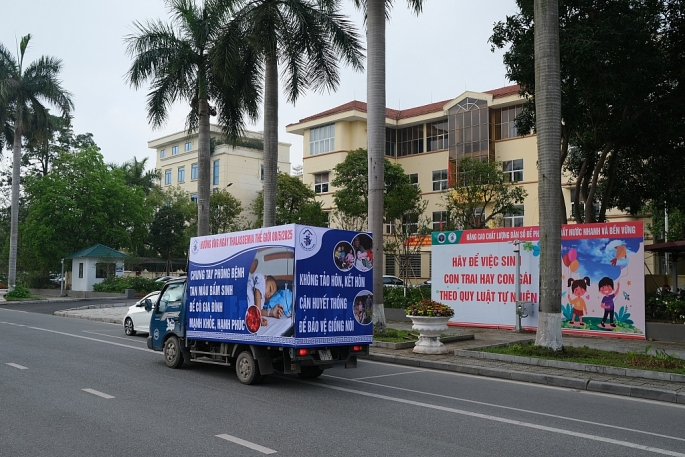 HƯỞNG ỨNG NGÀY THALASSEMIA THẾ GIỚI 08/5/2025
CHUNG TAY PHÒNG BỆNH
TAN MÁU BẨM SINH
ĐỂ CÓ GIA ĐÌNH
MẠNH KHỎE, HẠNH PHÚC
KHÔNG TẢO HÔN, KẾT HÔN
CẬN HUYẾT THỐNG
ĐỂ BẢO VỆ GIỐNG NÒI
NÂNG CAO CHẤT LƯỢNG DÂN SỐ ĐỂ
ĐẤT NƯỚC NHANH VÀ BỀN VỮNG
HÃY ĐỂ VIỆC SINH
CON TRAI HAY CON GÁI
"THEO QUY LUẬT TỰ NHIÊN